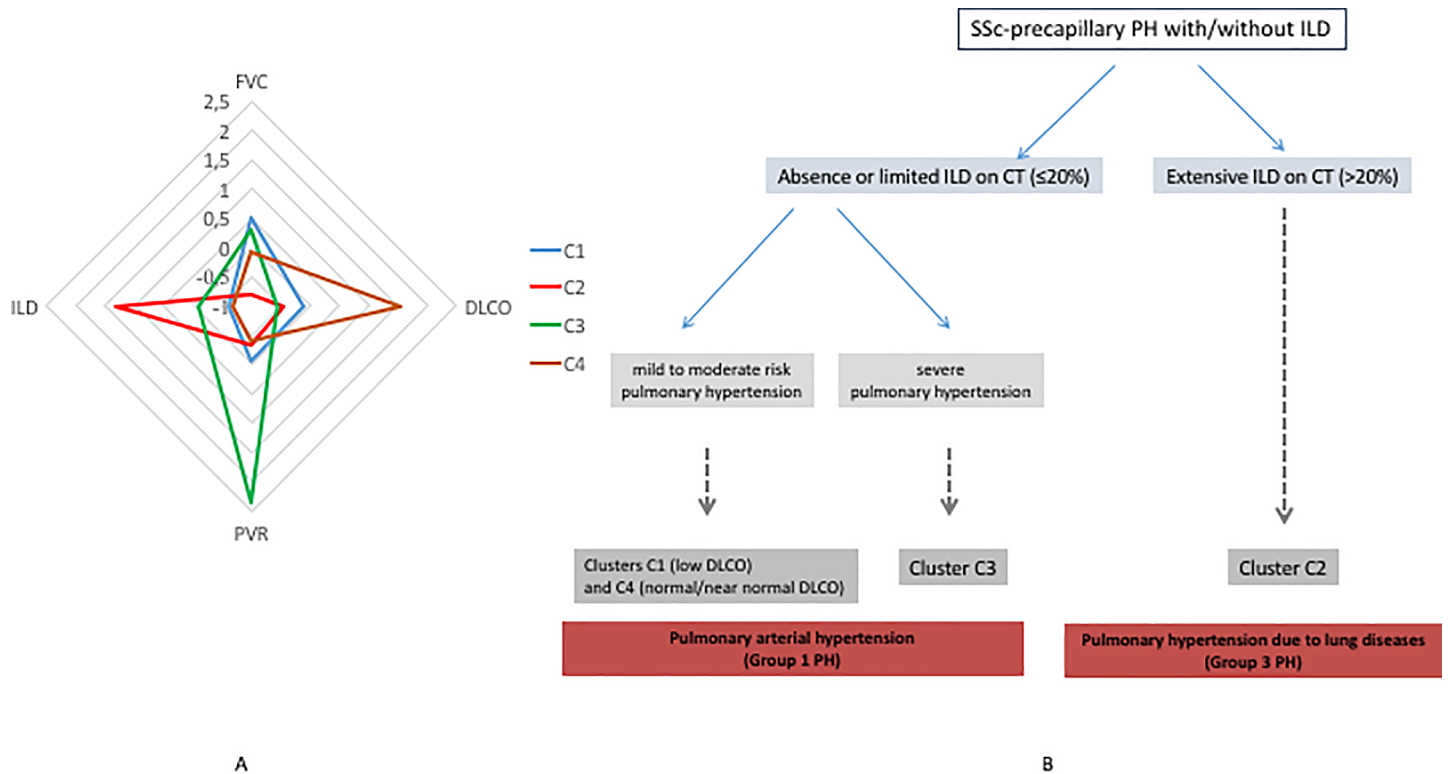 FVC
2,5
2
1,5
1
0,5
0
-0,5
-1
ILD
DLCO
PVR
C1
C2
C3
C4
A
SSc-precapillary PH with/without ILD
Absence or limited ILD on CT (≤20%)
Extensive ILD on CT (>20%)
mild to moderate risk
pulmonary hypertension
severe
pulmonary hypertension
Clusters C1 (low DLCO)
and C4 (normal/near normal DLCO)
Cluster C3
Cluster C2
Pulmonary arterial hypertension
(Group 1 PH)
Pulmonary hypertension due to lung diseases
(Group 3 PH)
B